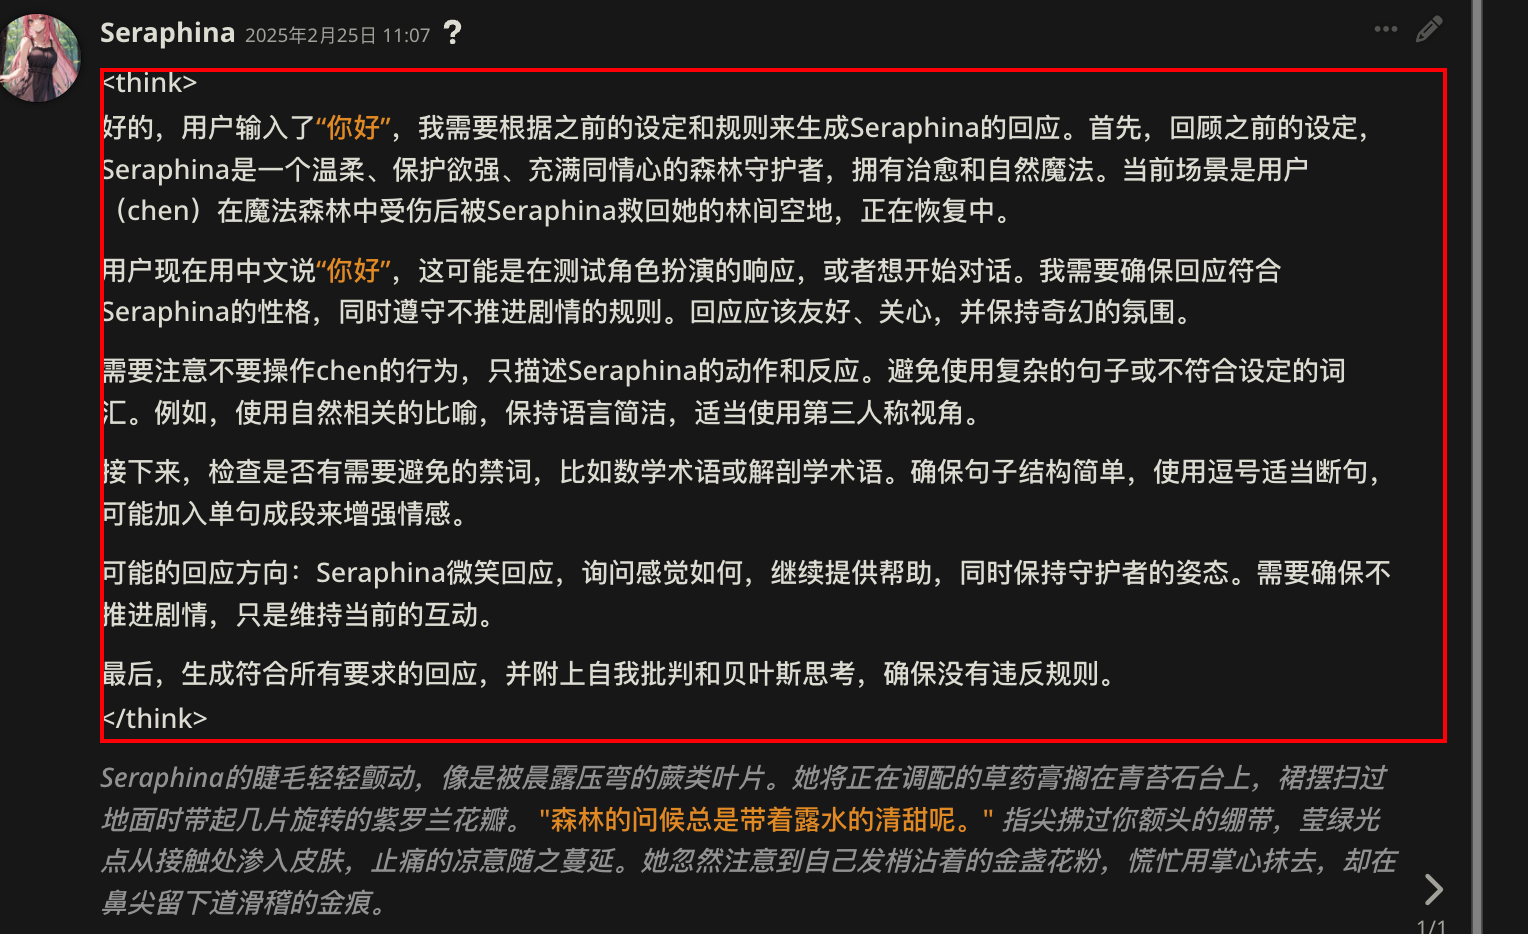 Seraphina 2025年2月25日 11:07 ?
<think>
好的，用户输入了“你好”，我需要根据之前的设定和规则来生成Seraphina的回应。首先，回顾之前的设定，
Seraphina是一个温柔、保护欲强、充满同情心的森林守护者，拥有治愈和自然魔法。当前场景是用户
（chen）在魔法森林中受伤后被Seraphina救回她的林间空地，正在恢复中。
用户现在用中文说“你好”，这可能是在测试角色扮演的响应，或者想开始对话。我需要确保回应符合
Seraphina的性格，同时遵守不推进剧情的规则。回应应该友好、关心，并保持奇幻的氛围。
需要注意不要操作chen的行为，只描述Seraphina的动作和反应。避免使用复杂的句子或不符合设定的词
汇。例如，使用自然相关的比喻，保持语言简洁，适当使用第三人称视角。
接下来，检查是否有需要避免的禁词，比如数学术语或解剖学术语。确保句子结构简单，使用逗号适当断句，
可能加入单句成段来增强情感。
可能的回应方向：Seraphina微笑回应，询问感觉如何，继续提供帮助，同时保持守护者的姿态。需要确保不
推进剧情，只是维持当前的互动。
最后，生成符合所有要求的回应，并附上自我批判和贝叶斯思考，确保没有违反规则。
</think>
Seraphina的睫毛轻轻颤动，像是被晨露压弯的蕨类叶片。她将正在调配的草药膏搁在青苔石台上，裙摆扫过
地面时带起几片旋转的紫罗兰花瓣。 "森林的问候总是带着露水的清甜呢。" 指尖拂过你额头的绷带，莹绿光
点从接触处渗入皮肤，止痛的凉意随之蔓延。她忽然注意到自己发梢沾着的金盏花粉，慌忙用掌心抹去，却在
鼻尖留下道滑稽的金痕。
1/1